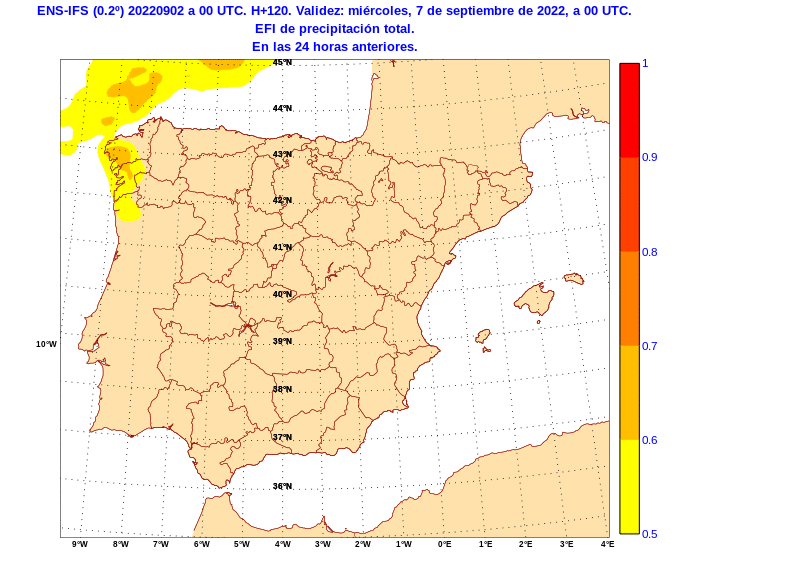 ENS-IFS (0.2º) 20220902 a 00 UTC. H+120. Validez: miércoles, 7 de septiembre de 2022, a 00 UTC.
EFI de precipitación total.
En las 24 horas anteriores.
45ºN
44ºN
43ºN
42ºN
41ºN
40ºN
39ºN
38ºN
37ºN
36ºN
10ºW
9ºW 8ºW 7ºW 6ºW 5ºW 4ºW 3ºW 2ºW 1ºW 0ºE 1ºE 2ºE 3ºE 4ºE
1
0.9
0.8
0.7
0.6
0.5